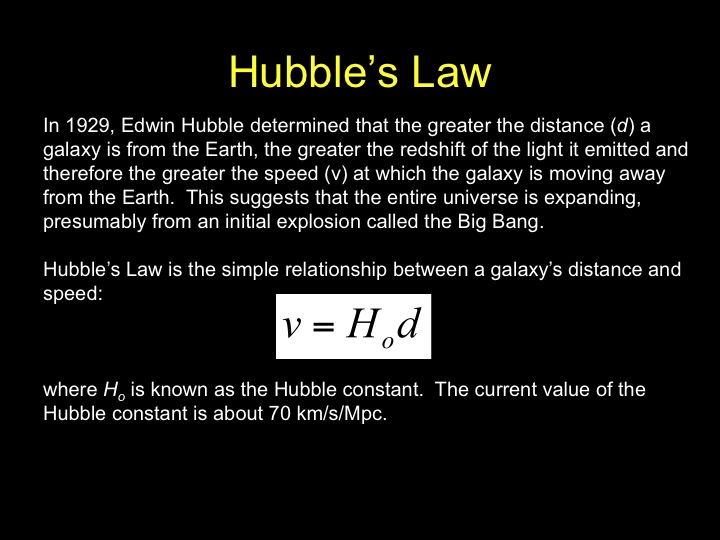 Hubble’s Law
In 1929, Edwin Hubble determined that the greater the distance (d) a
galaxy is from the Earth, the greater the redshift of the light it emitted and
therefore the greater the speed (v) at which the galaxy is moving away
from the Earth.  This suggests that the entire universe is expanding,
presumably from an initial explosion called the Big Bang.
Hubble’s Law is the simple relationship between a galaxy’s distance and
speed:
v = Hₒd
where Hₒ is known as the Hubble constant.  The current value of the
Hubble constant is about 70 km/s/Mpc.